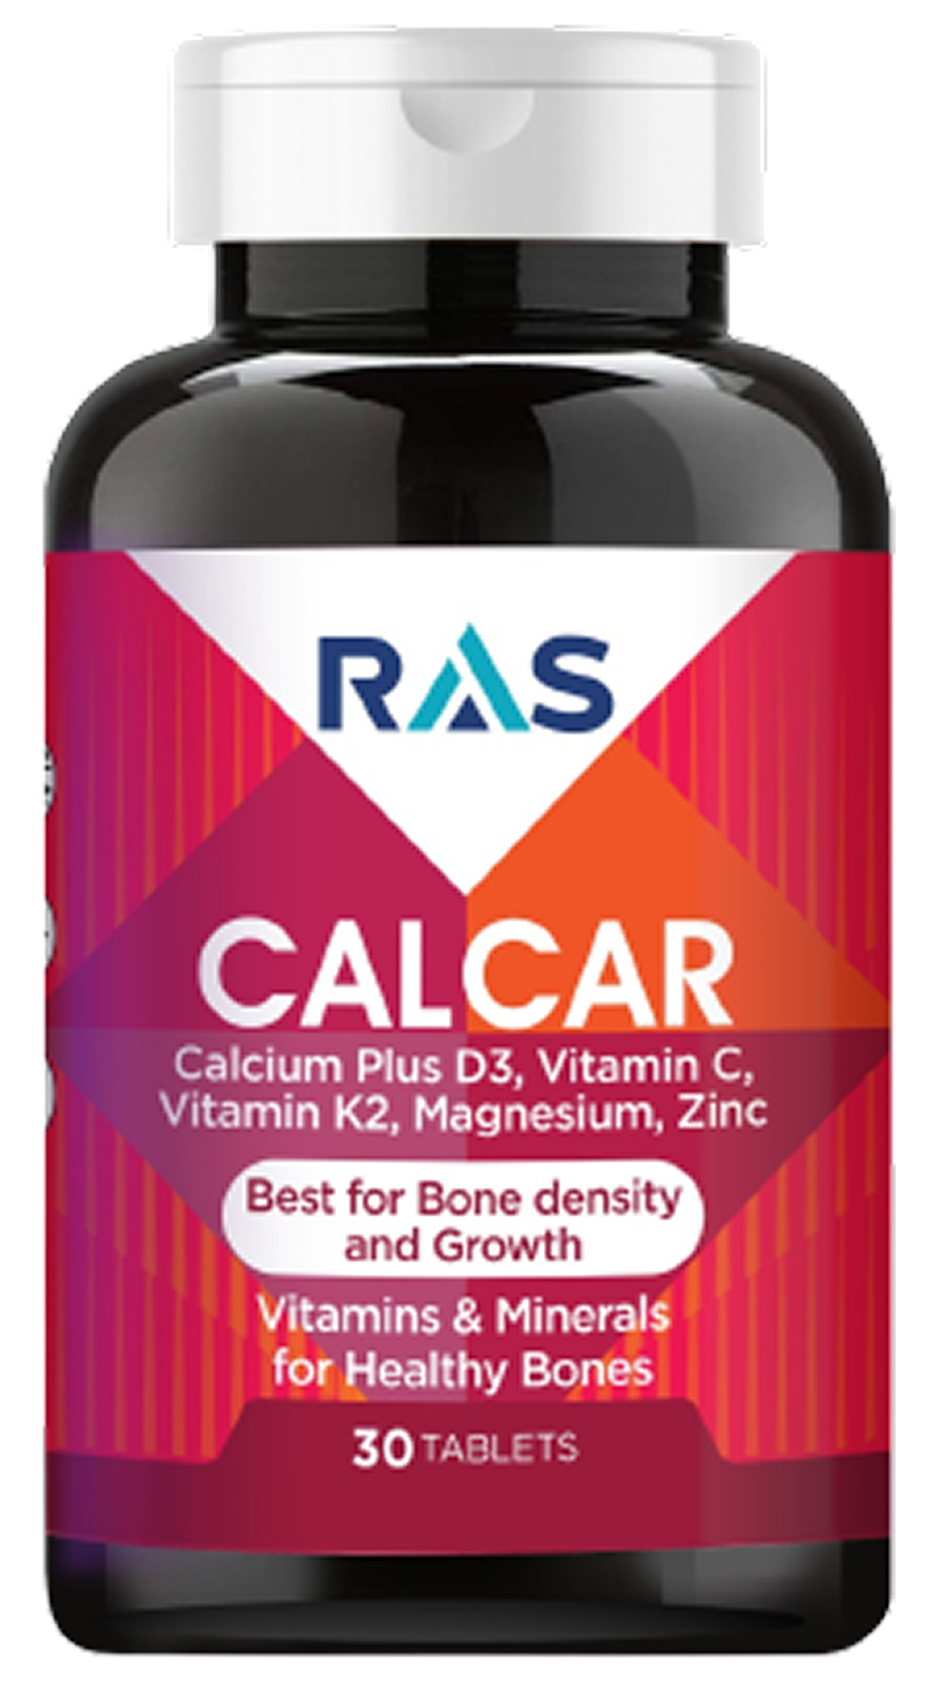 RAS
CALCAR
Calcium Plus D3, Vitamin C,
Vitamin K2, Magnesium, Zinc
Best for Bone density
and Growth
Vitamins & Minerals
for Healthy Bones
30 TABLETS